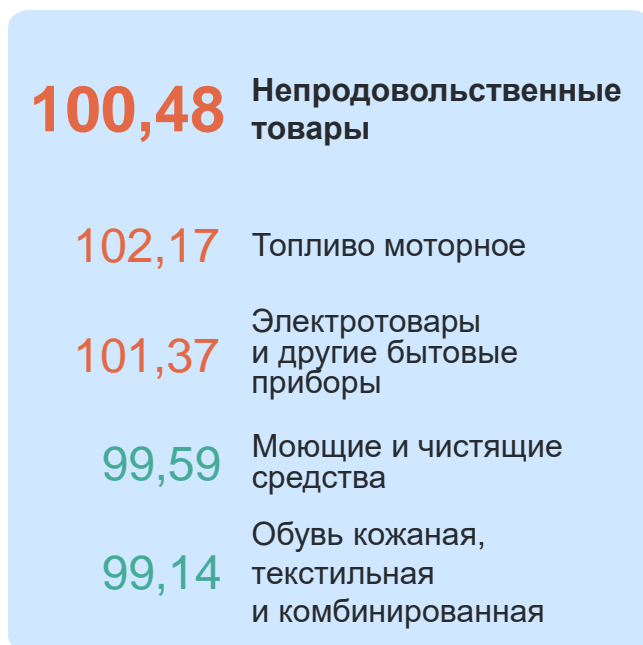 100,48 Непродовольственные
товары
102,17 Топливо моторное
101,37 Электротовары
и другие бытовые
приборы
99,59 Моющие и чистящие
средства
99,14 Обувь кожаная,
текстильная
и комбинированная